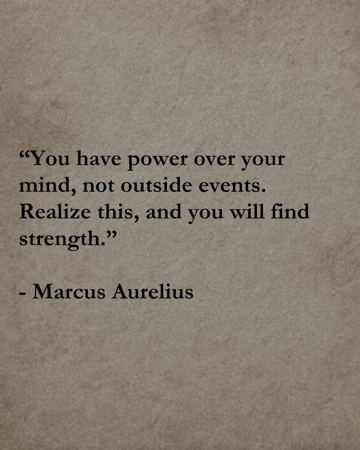 “You have power over your
mind, not outside events.
Realize this, and you will find
strength.”
- Marcus Aurelius